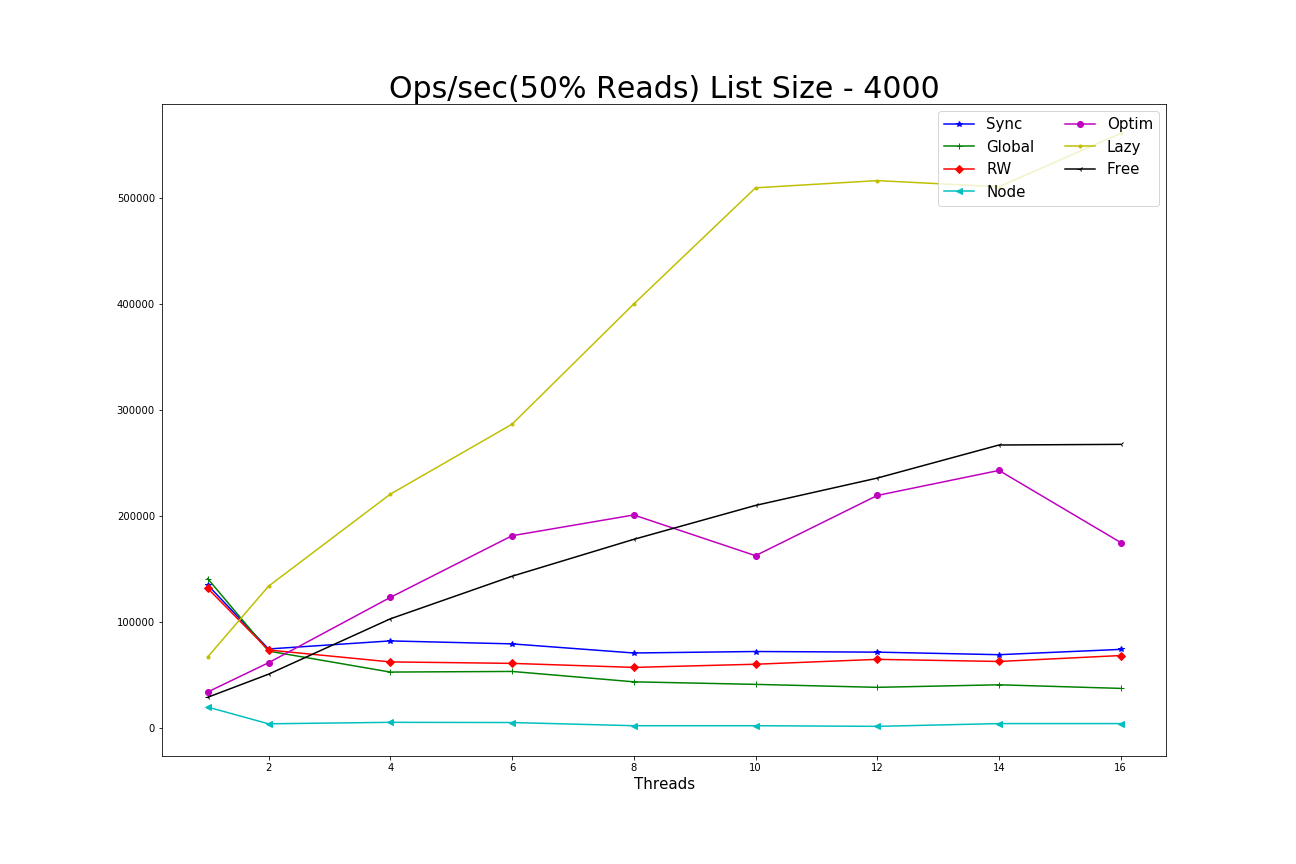 Ops/sec(50% Reads) List Size - 4000
Sync
Global
RW
Node
Optim
Lazy
Free
500000
400000
300000
200000
100000
0
2 4 6 8 10 12 14 16
Threads